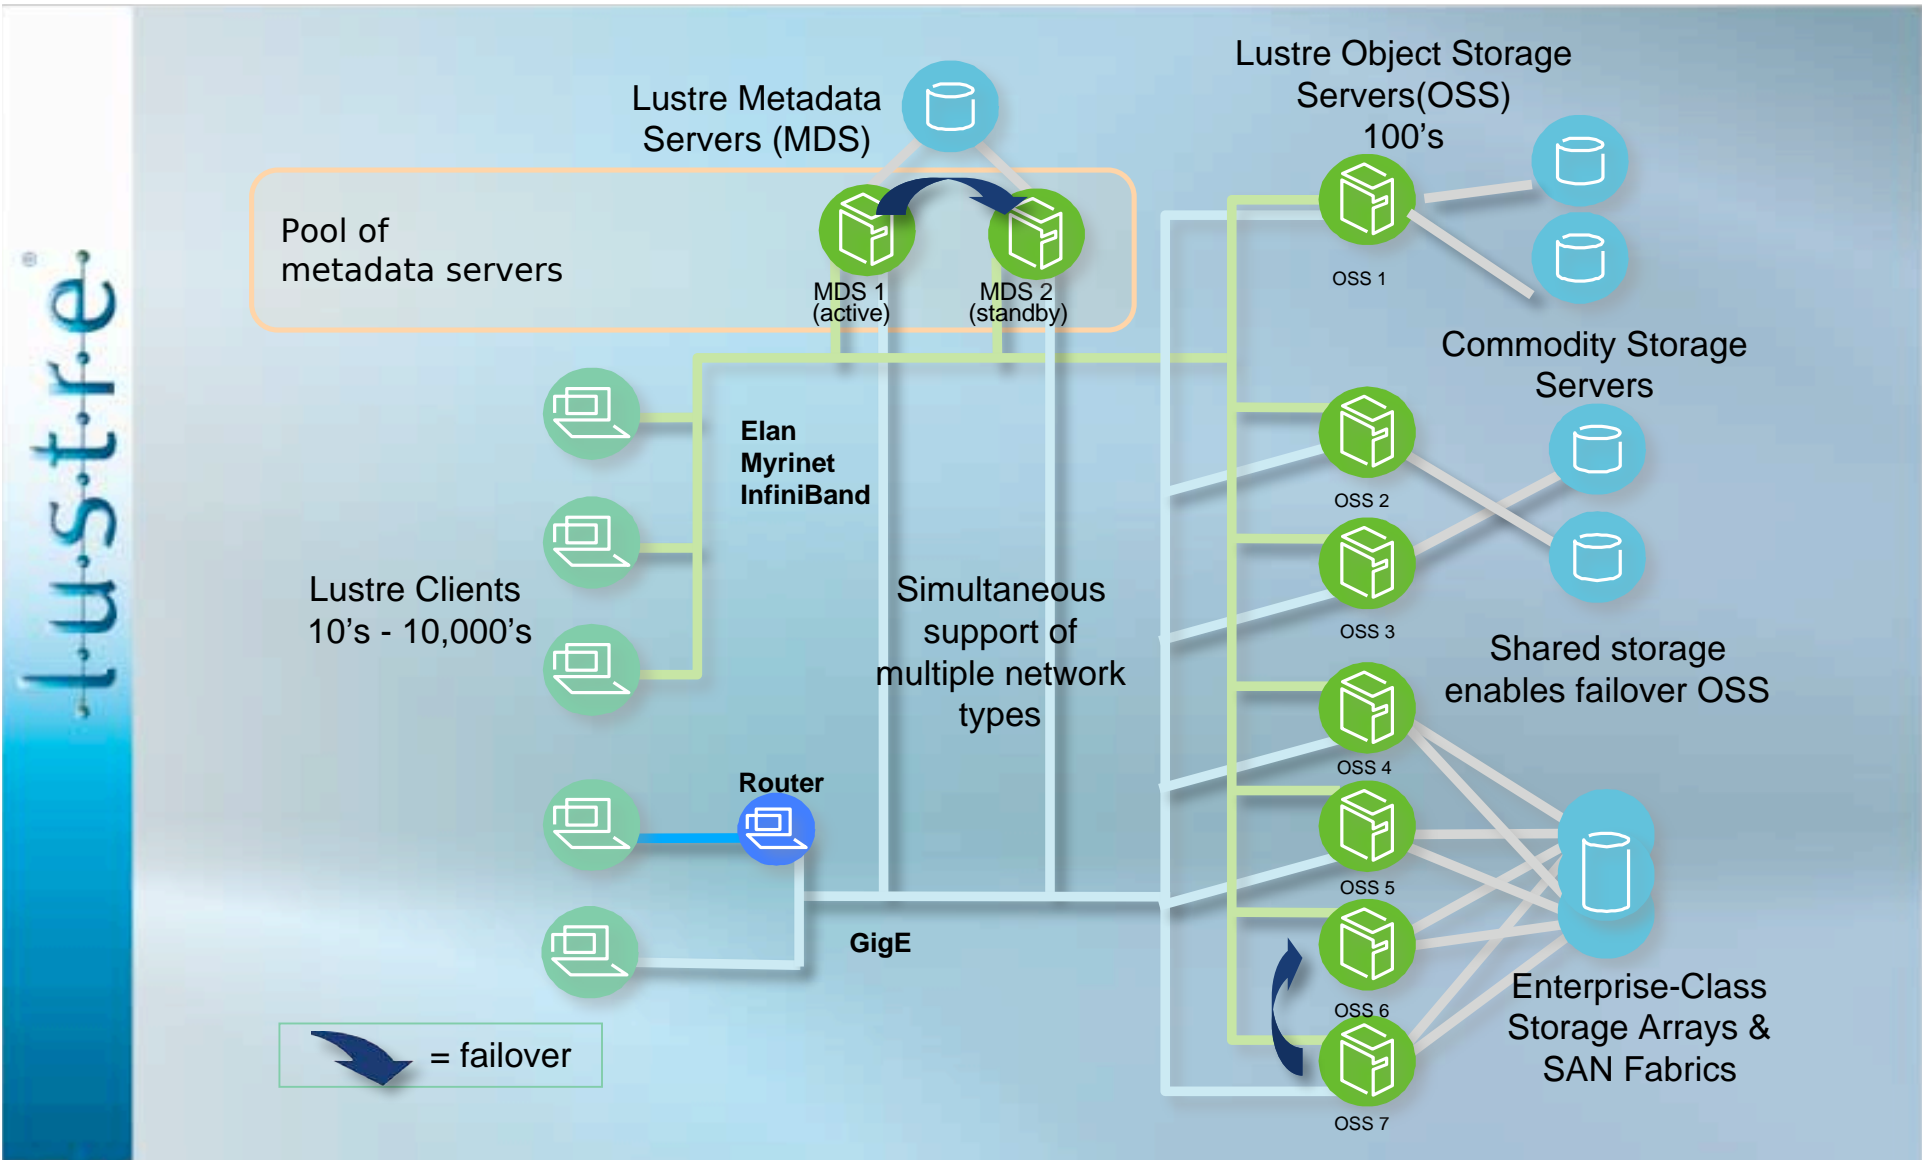 l·u·s·t·r·e®
Lustre Metadata
Servers (MDS)
Pool of
metadata servers
MDS 1
(active)
MDS 2
(standby)
Lustre Object Storage
Servers(OSS)
100’s
OSS 1
Commodity Storage
Servers
OSS 2
OSS 3
Shared storage
enables failover OSS
OSS 4
OSS 5
OSS 6
OSS 7
Enterprise-Class
Storage Arrays &
SAN Fabrics
Elan
Myrinet
InfiniBand
Lustre Clients
10’s - 10,000’s
Simultaneous
support of
multiple network
types
Router
GigE
= failover